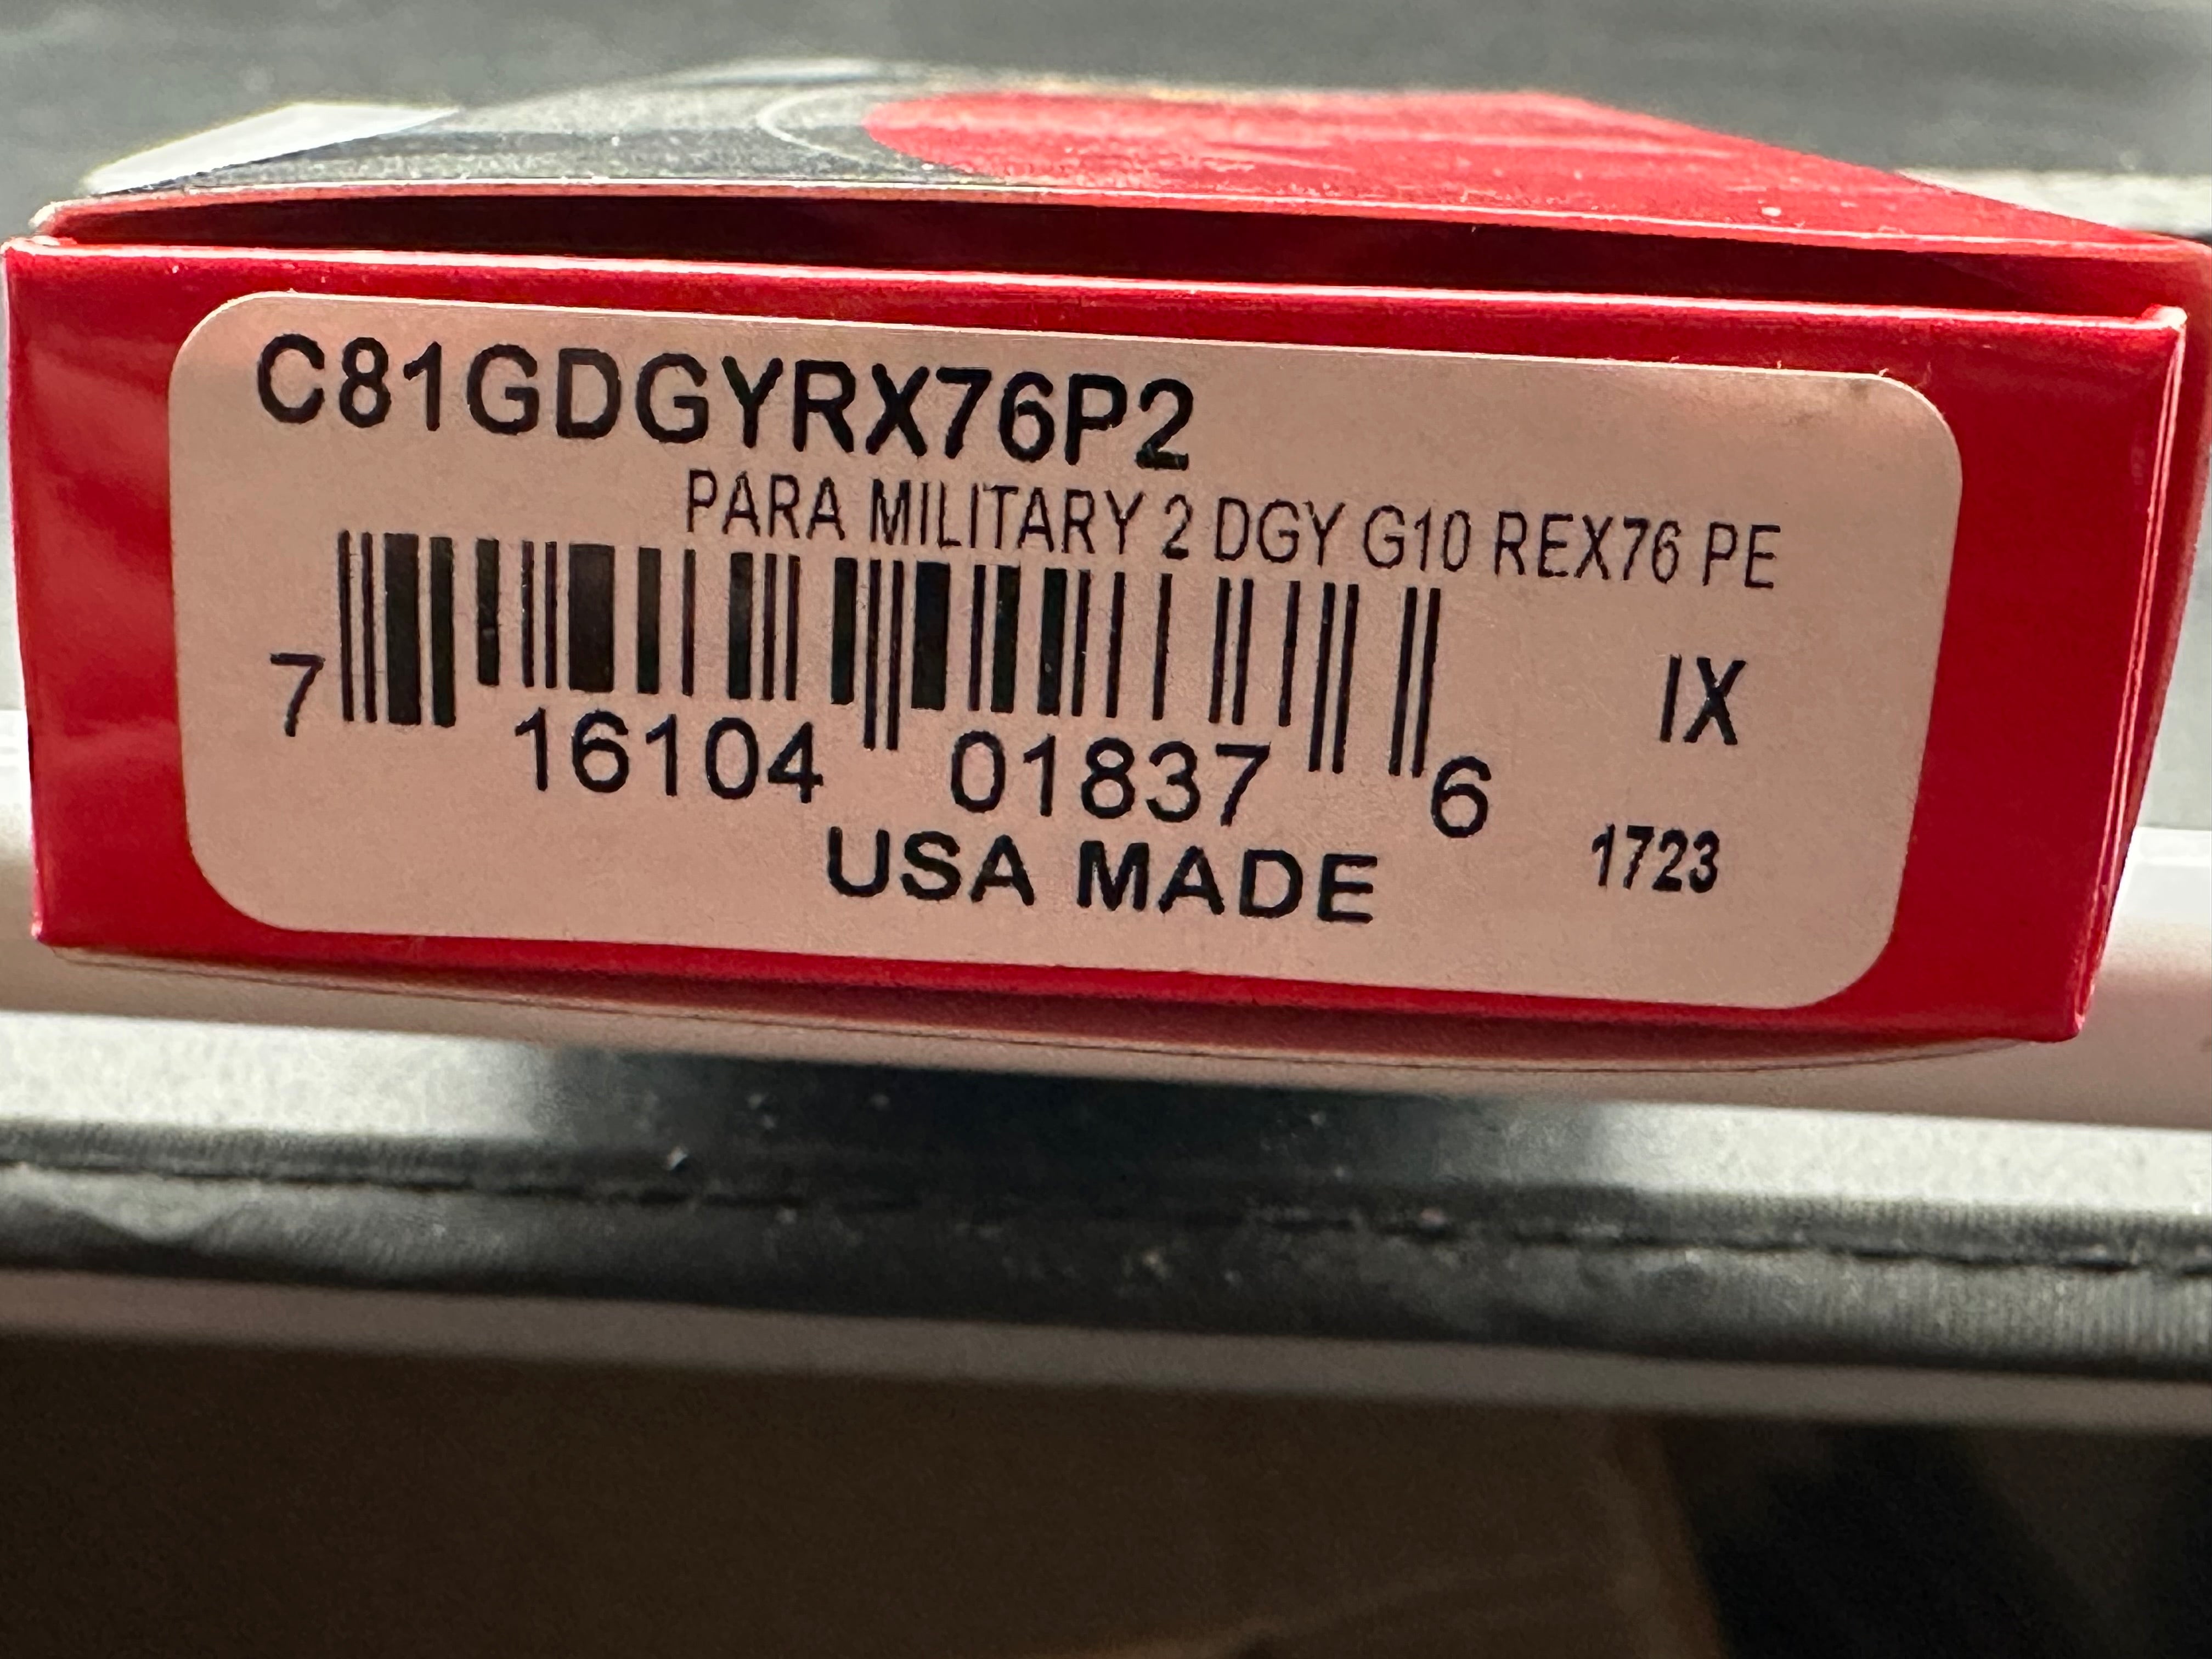 C81GDGYRX76P2
PARA MILITARY 2 DGY G10 REX76 PE
IX
7 16104 01837 6
1723
USA MADE